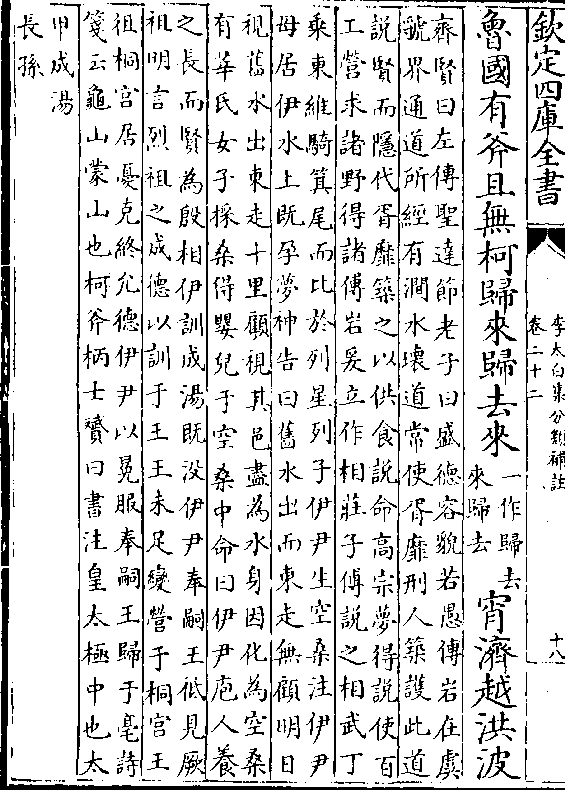 欽定四庫全書
李太白集分類補註
卷二十二
十八
魯國有斧且無柯歸來歸去來一作歸去來歸去宵濟越洪波
齊賢曰左傳聖達節老子曰盛德容貌若愚傅岩在虞
虢界通道所經有澗水壞道常使胥靡刑人築護此道
説賢而隱代胥靡築之以供食説命高宗夢得説使百
工營求諸野得諸傅岩爰立作相莊子傅説之相武丁
乘東維騎箕尾而比於列星列子伊尹生空桑注伊尹
母居伊水上既孕夢神告曰舊水出而東走無顧明日
視舊水出東走十里顧視其邑盡為水身因化為空桑
有莘氏女子採桑得嬰兒于空桑中命曰伊尹庖人養
之長而賢為殷相伊訓成湯既没伊尹奉嗣王祇見厥
祖明言烈祖之成德以訓于王王未足變營于桐宮王
徂桐宮居憂克終允德伊尹以冕服奉嗣王歸于亳詩
箋云龜山蒙山也柯斧柄士贇曰書注皇太極中也太
甲成湯
長孫